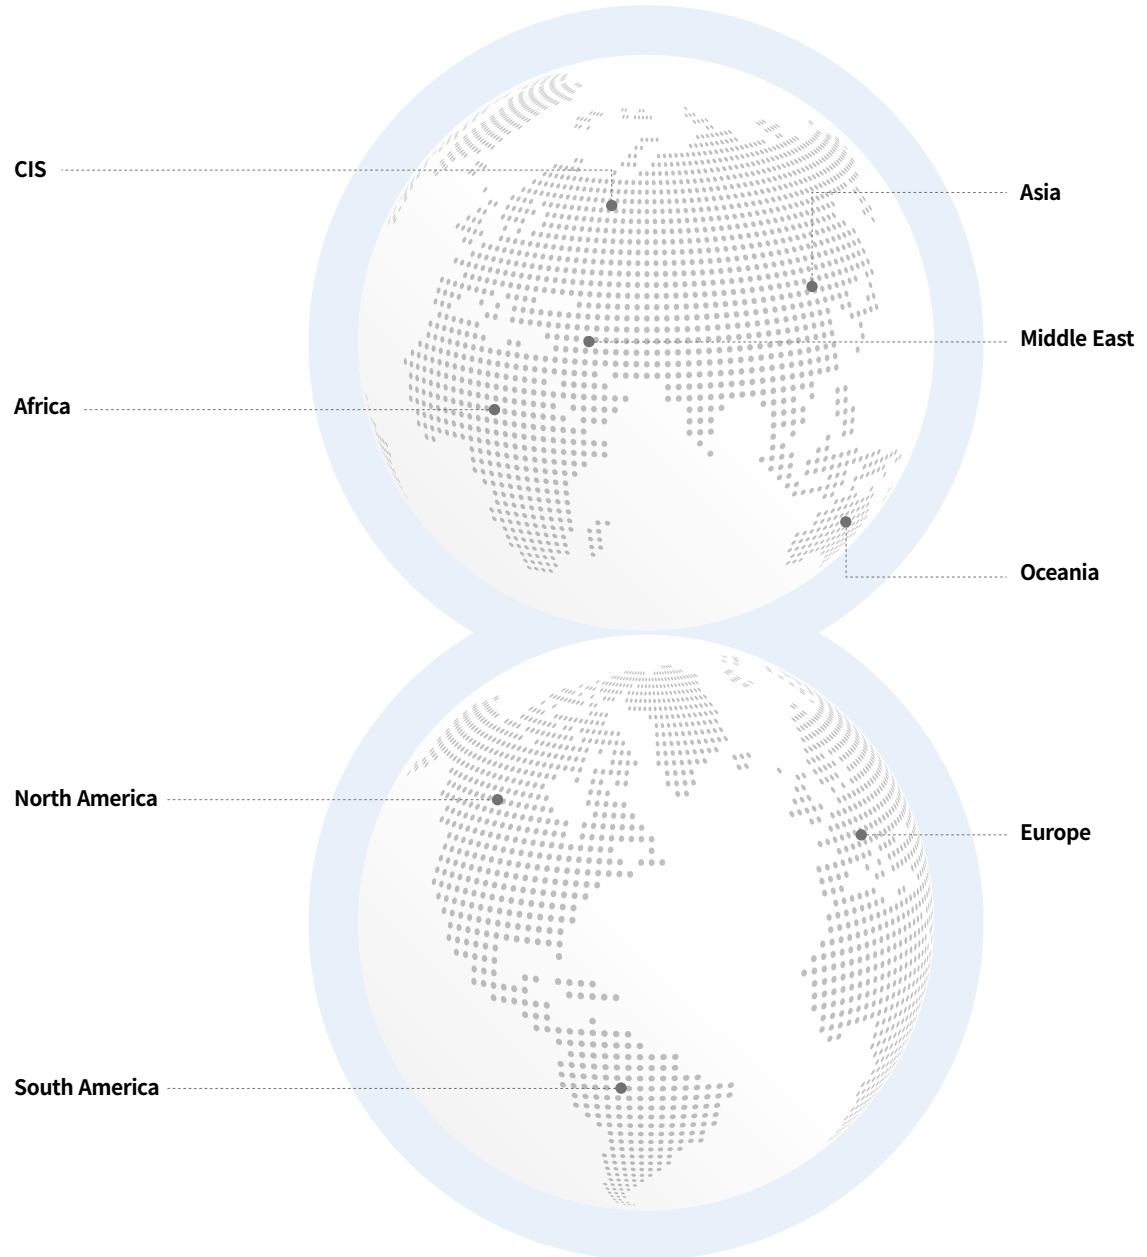 CIS
Asia
Middle East
Africa
Oceania
North America
Europe
South America